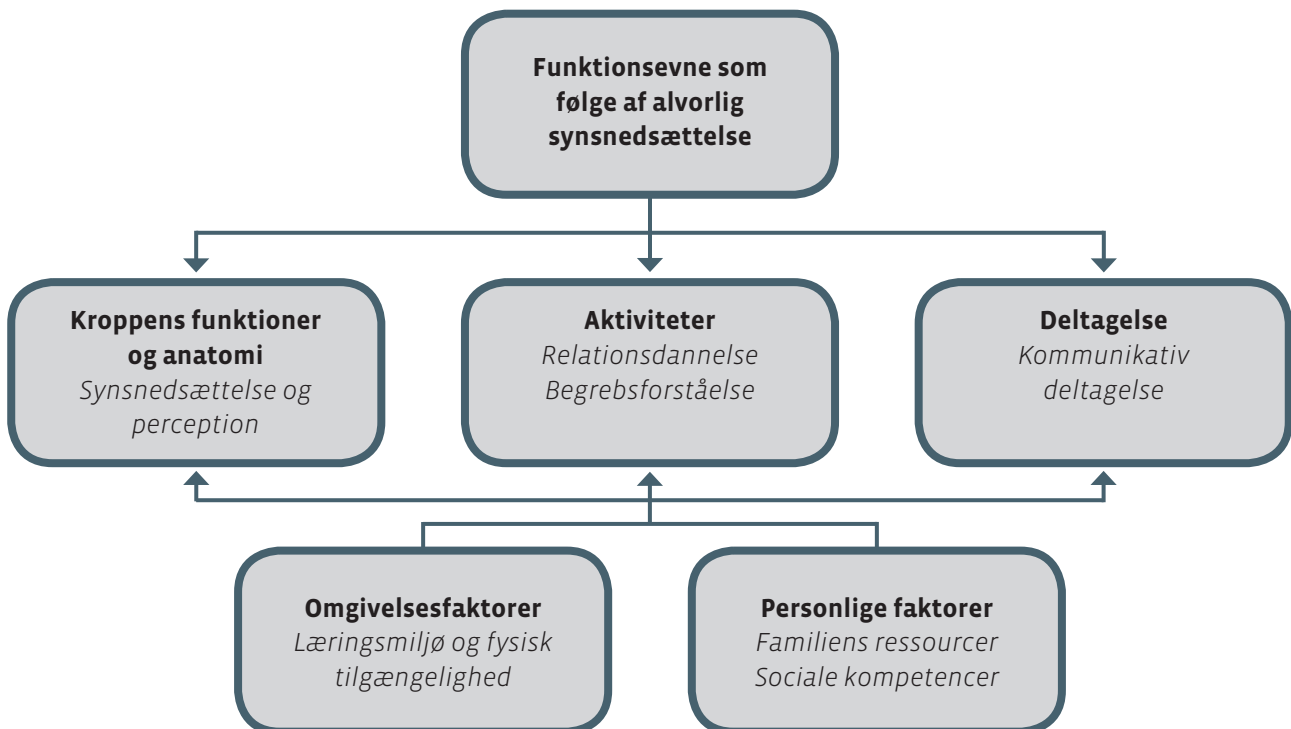 Funktionsevne som
følge af alvorlig
synsnedsættelse
Kroppens funktioner
og anatomi
Synsnedsættelse og
perception
Aktiviteter
Relationsdannelse
Begrebsforståelse
Deltagelse
Kommunikativ
deltagelse
Omgivelsesfaktorer
Læringsmiljø og fysisk
tilgængelighed
Personlige faktorer
Familiens ressourcer
Sociale kompetencer